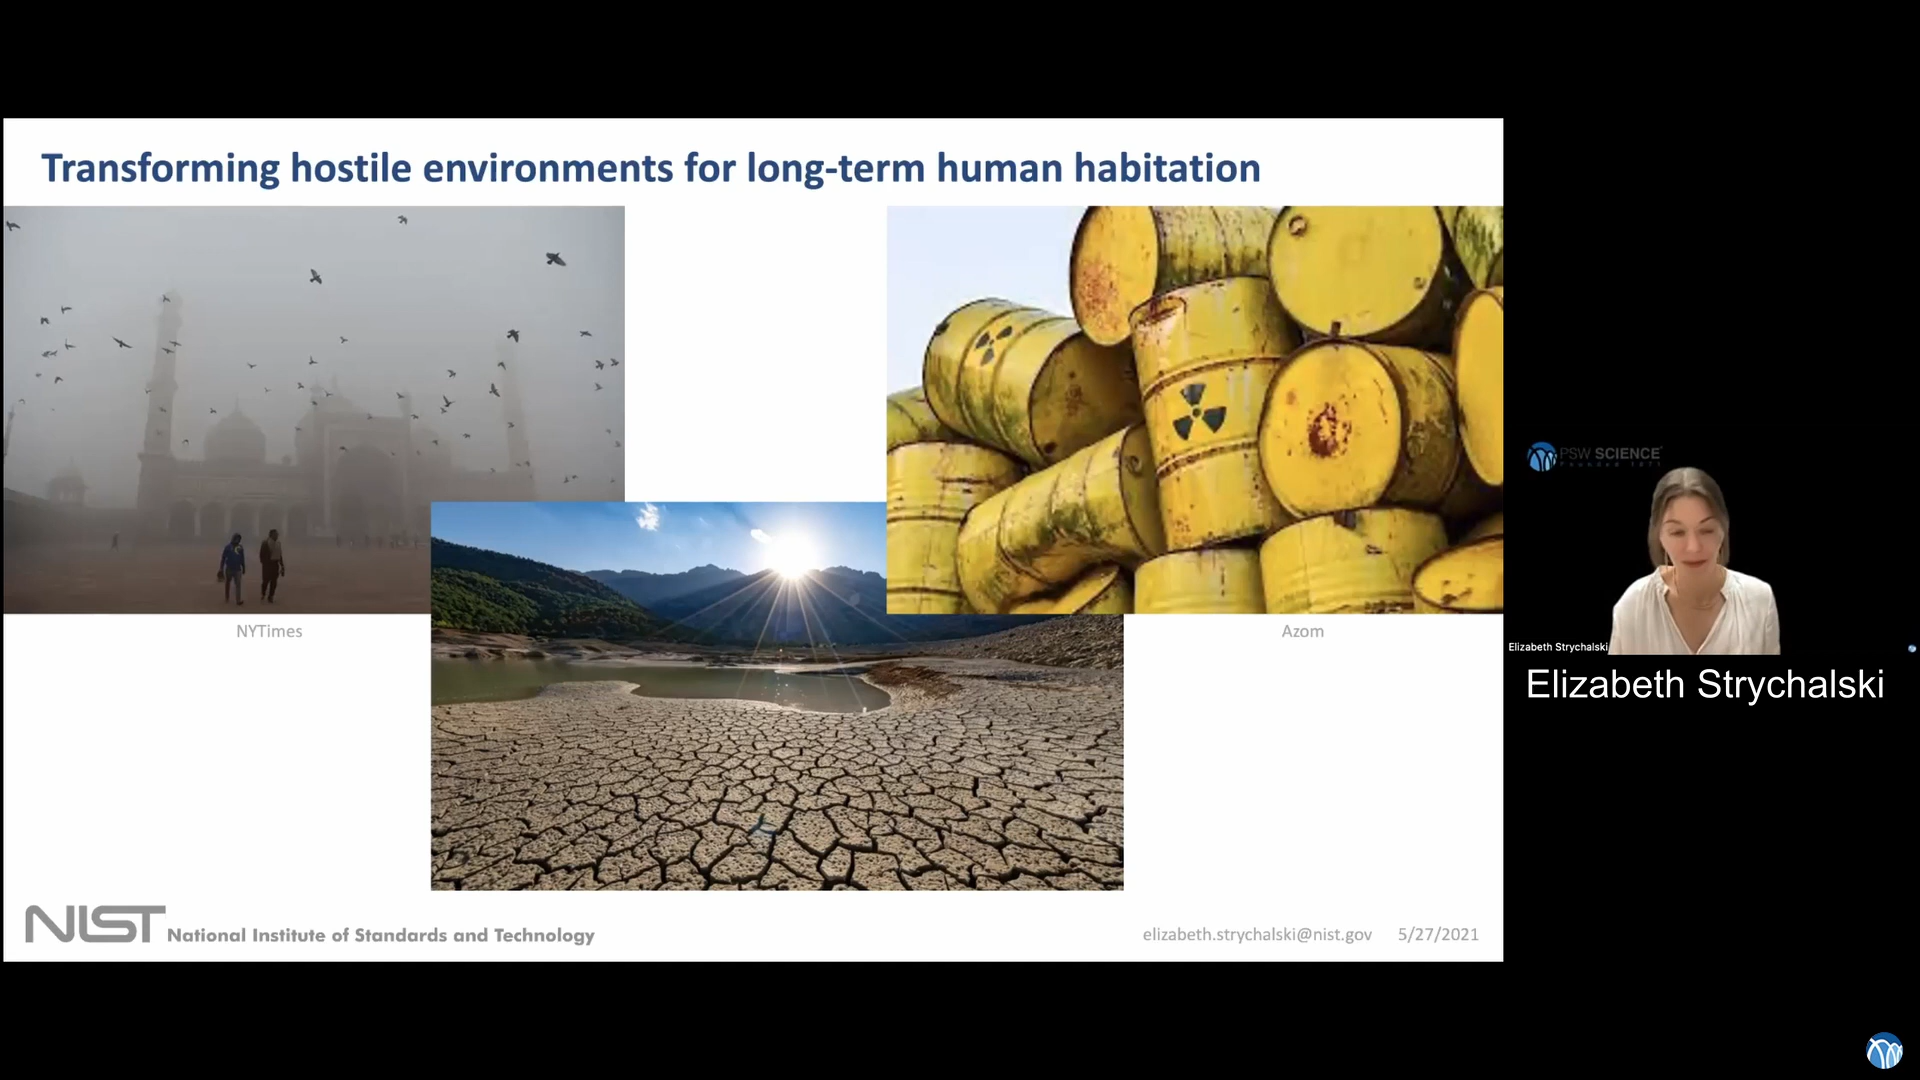 Transforming hostile environments for long-term human habitation
NYTimes
Azom
NIST National Institute of Standards and Technology
elizabeth.strychalski@nist.gov 5/27/2021
PSW SCIENCE
Elizabeth Strychalski
Elizabeth Strychalski